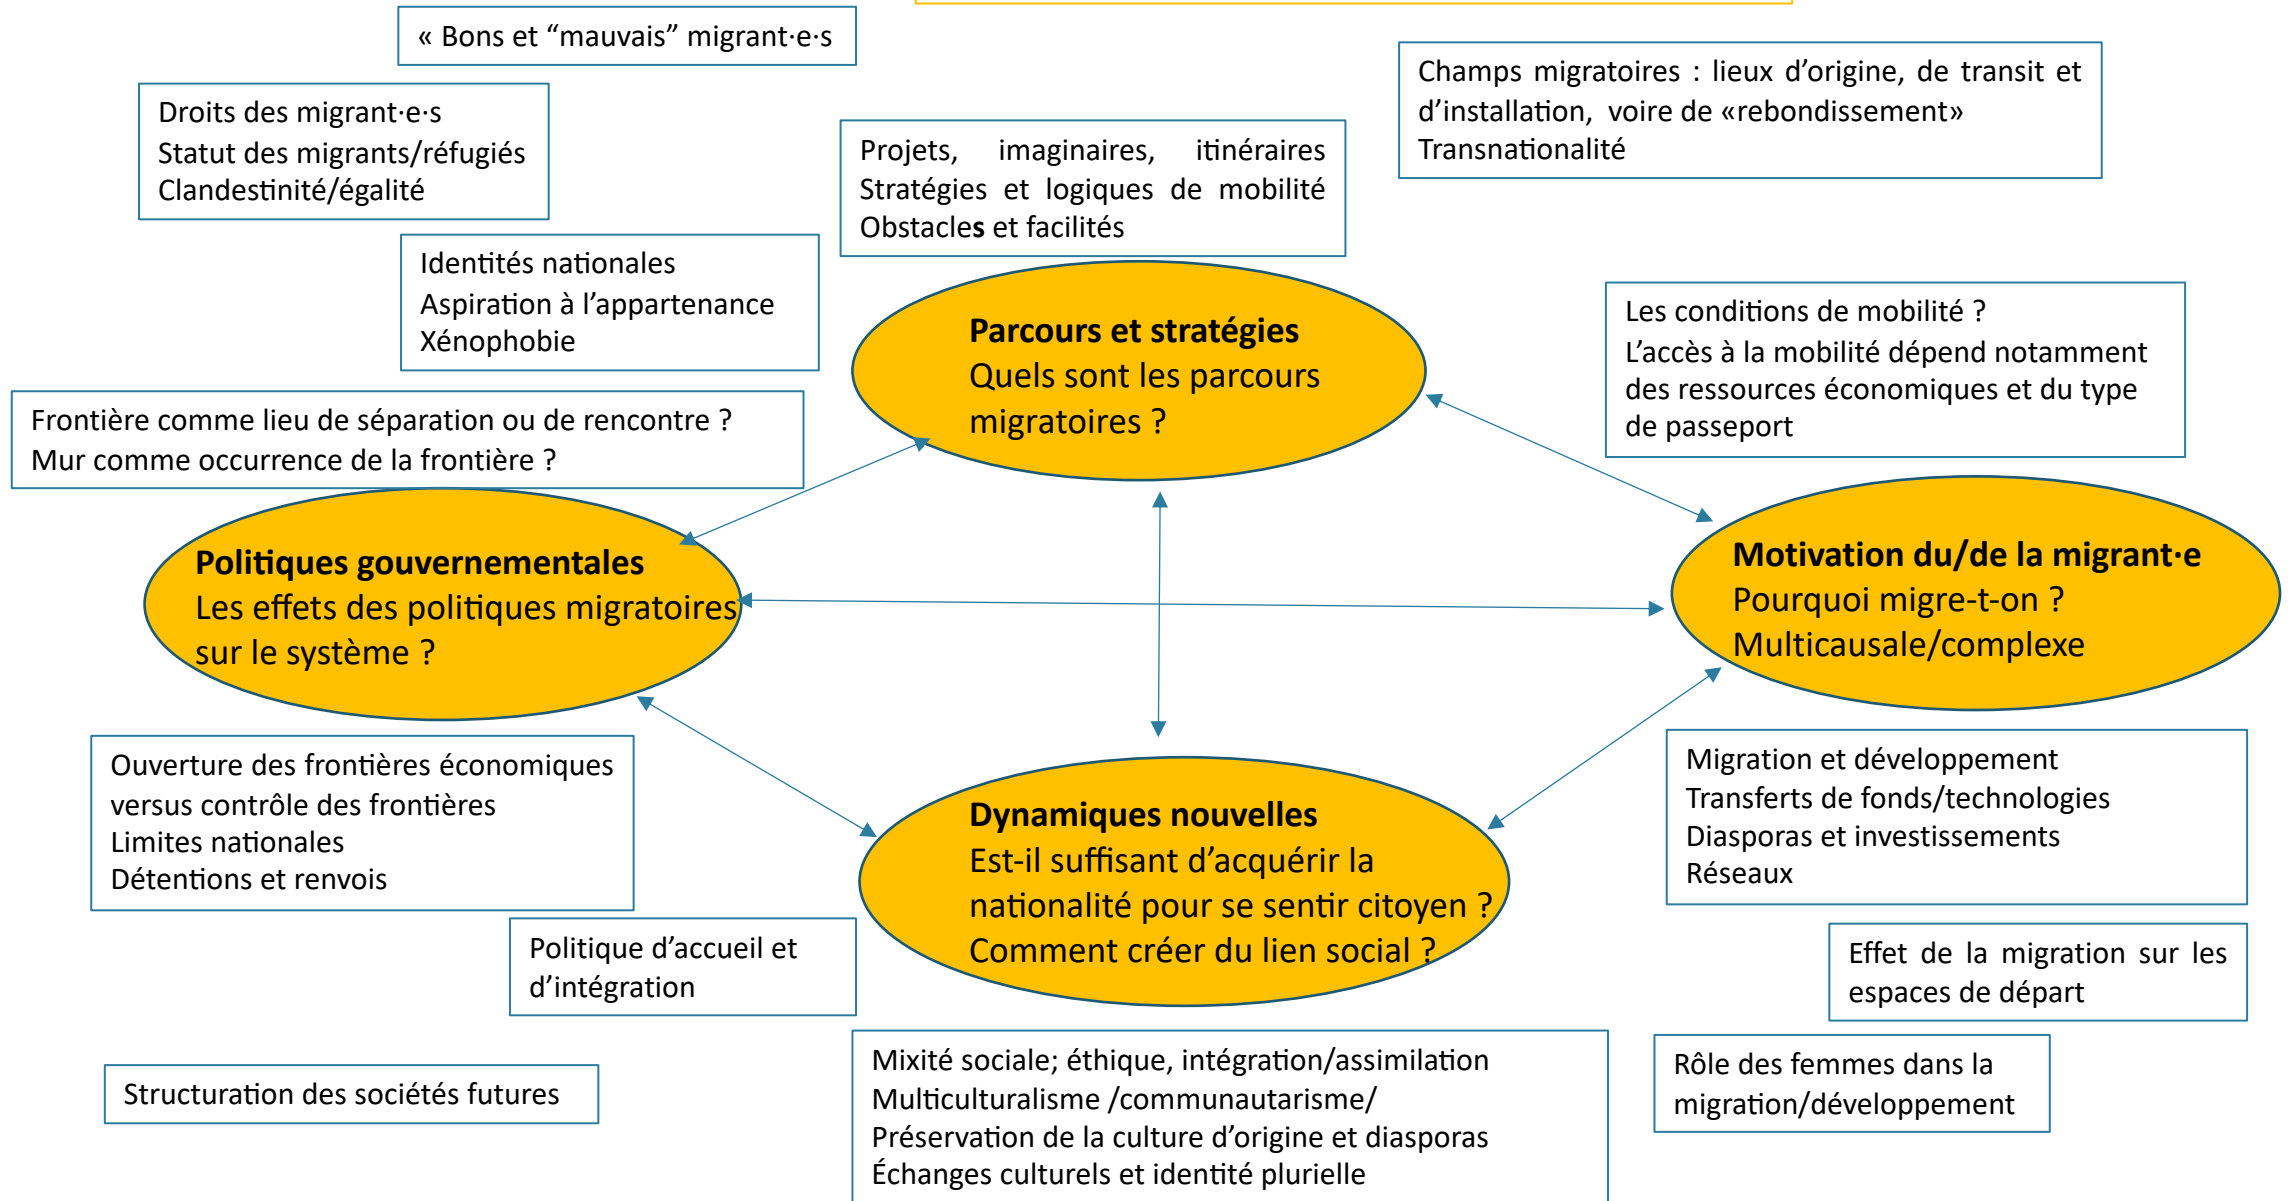 « Bons et “mauvais” migrant·e·s
Champs migratoires : lieux d’origine, de transit et
d’installation, voire de «rebondissement»
Transnationalité
Droits des migrant·e·s
Statut des migrants/réfugiés
Clandestinité/égalité
Projets, imaginaires, itinéraires
Stratégies et logiques de mobilité
Obstacles et facilités
Identités nationales
Aspiration à l’appartenance
Xénophobie
Les conditions de mobilité ?
L’accès à la mobilité dépend notamment
des ressources économiques et du type
de passeport
Parcours et stratégies
Quels sont les parcours
migratoires ?
Frontière comme lieu de séparation ou de rencontre ?
Mur comme occurrence de la frontière ?
Politiques gouvernementales
Les effets des politiques migratoires
sur le système ?
Motivation du/de la migrant·e
Pourquoi migre-t-on ?
Multicausale/complexe
Ouverture des frontières économiques
versus contrôle des frontières
Limites nationales
Détentions et renvois
Dynamiques nouvelles
Est-il suffisant d’acquérir la
nationalité pour se sentir citoyen ?
Comment créer du lien social ?
Migration et développement
Transferts de fonds/technologies
Diasporas et investissements
Réseaux
Politique d’accueil et
d’intégration
Effet de la migration sur les
espaces de départ
Structuration des sociétés futures
Mixité sociale; éthique, intégration/assimilation
Multiculturalisme /communautarisme/
Préservation de la culture d’origine et diasporas
Échanges culturels et identité plurielle
Rôle des femmes dans la
migration/développement